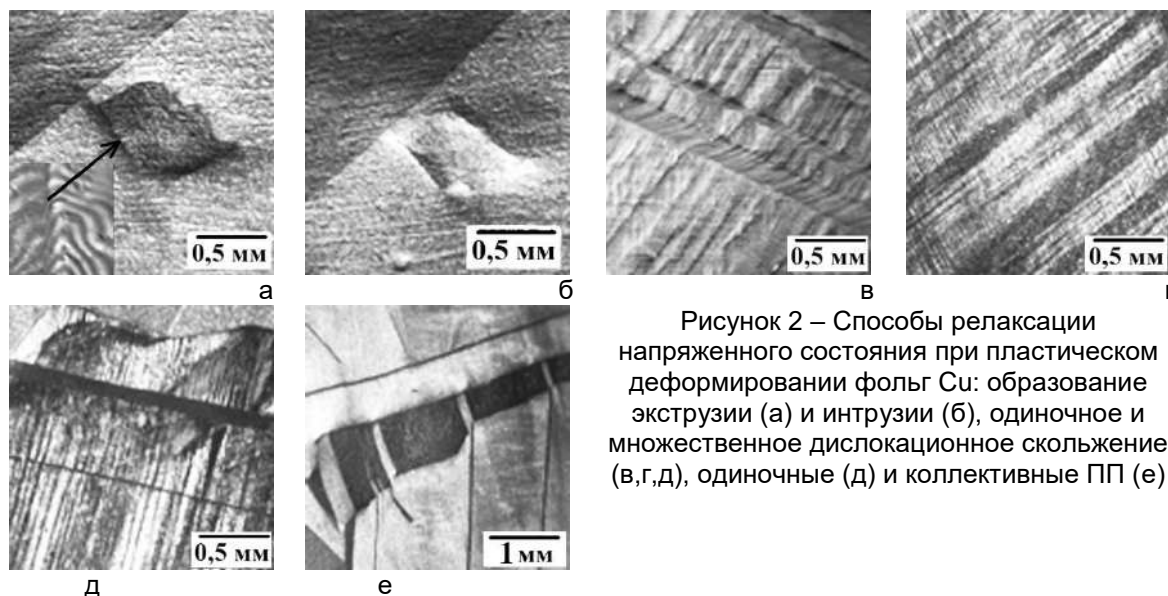 0,5 мм
0,5 мм
0,5 мм
0,5 мм
а
б
в
0,5 мм
1 мм
д
е
Рисунок 2 – Способы релаксации
напряженного состояния при пластическом
деформировании фольг Cu: образование
экструзии (а) и интрузии (б), одиночное и
множественное дислокационное скольжение
(в,г,д), одиночные (д) и коллективные ПП (е)